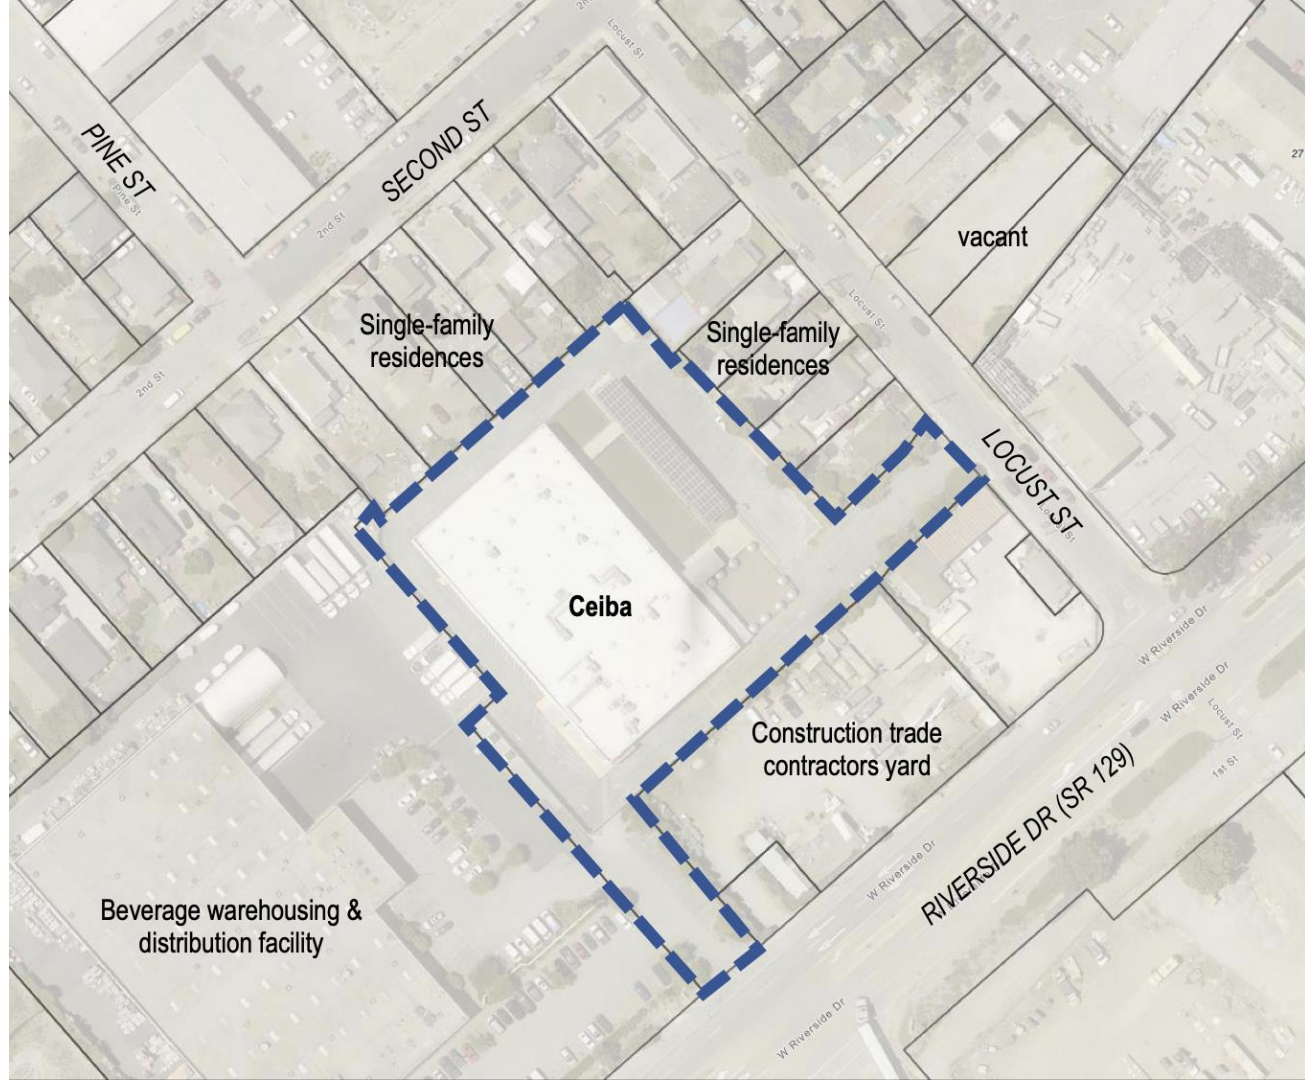 2nd
Locust St
PINE ST
Pine St
SECOND ST
2nd St
27
vacant
Locust St
Single-family
residences
Single-family
residences
2nd St
LOCUST ST
Ceiba
W Riverside Dr
W Riverside Dr
Locust St
1st St
Construction trade
contractors yard
RIVERSIDE DR (SR 129)
W Riverside Dr
Beverage warehousing &
distribution facility
W Riverside Dr